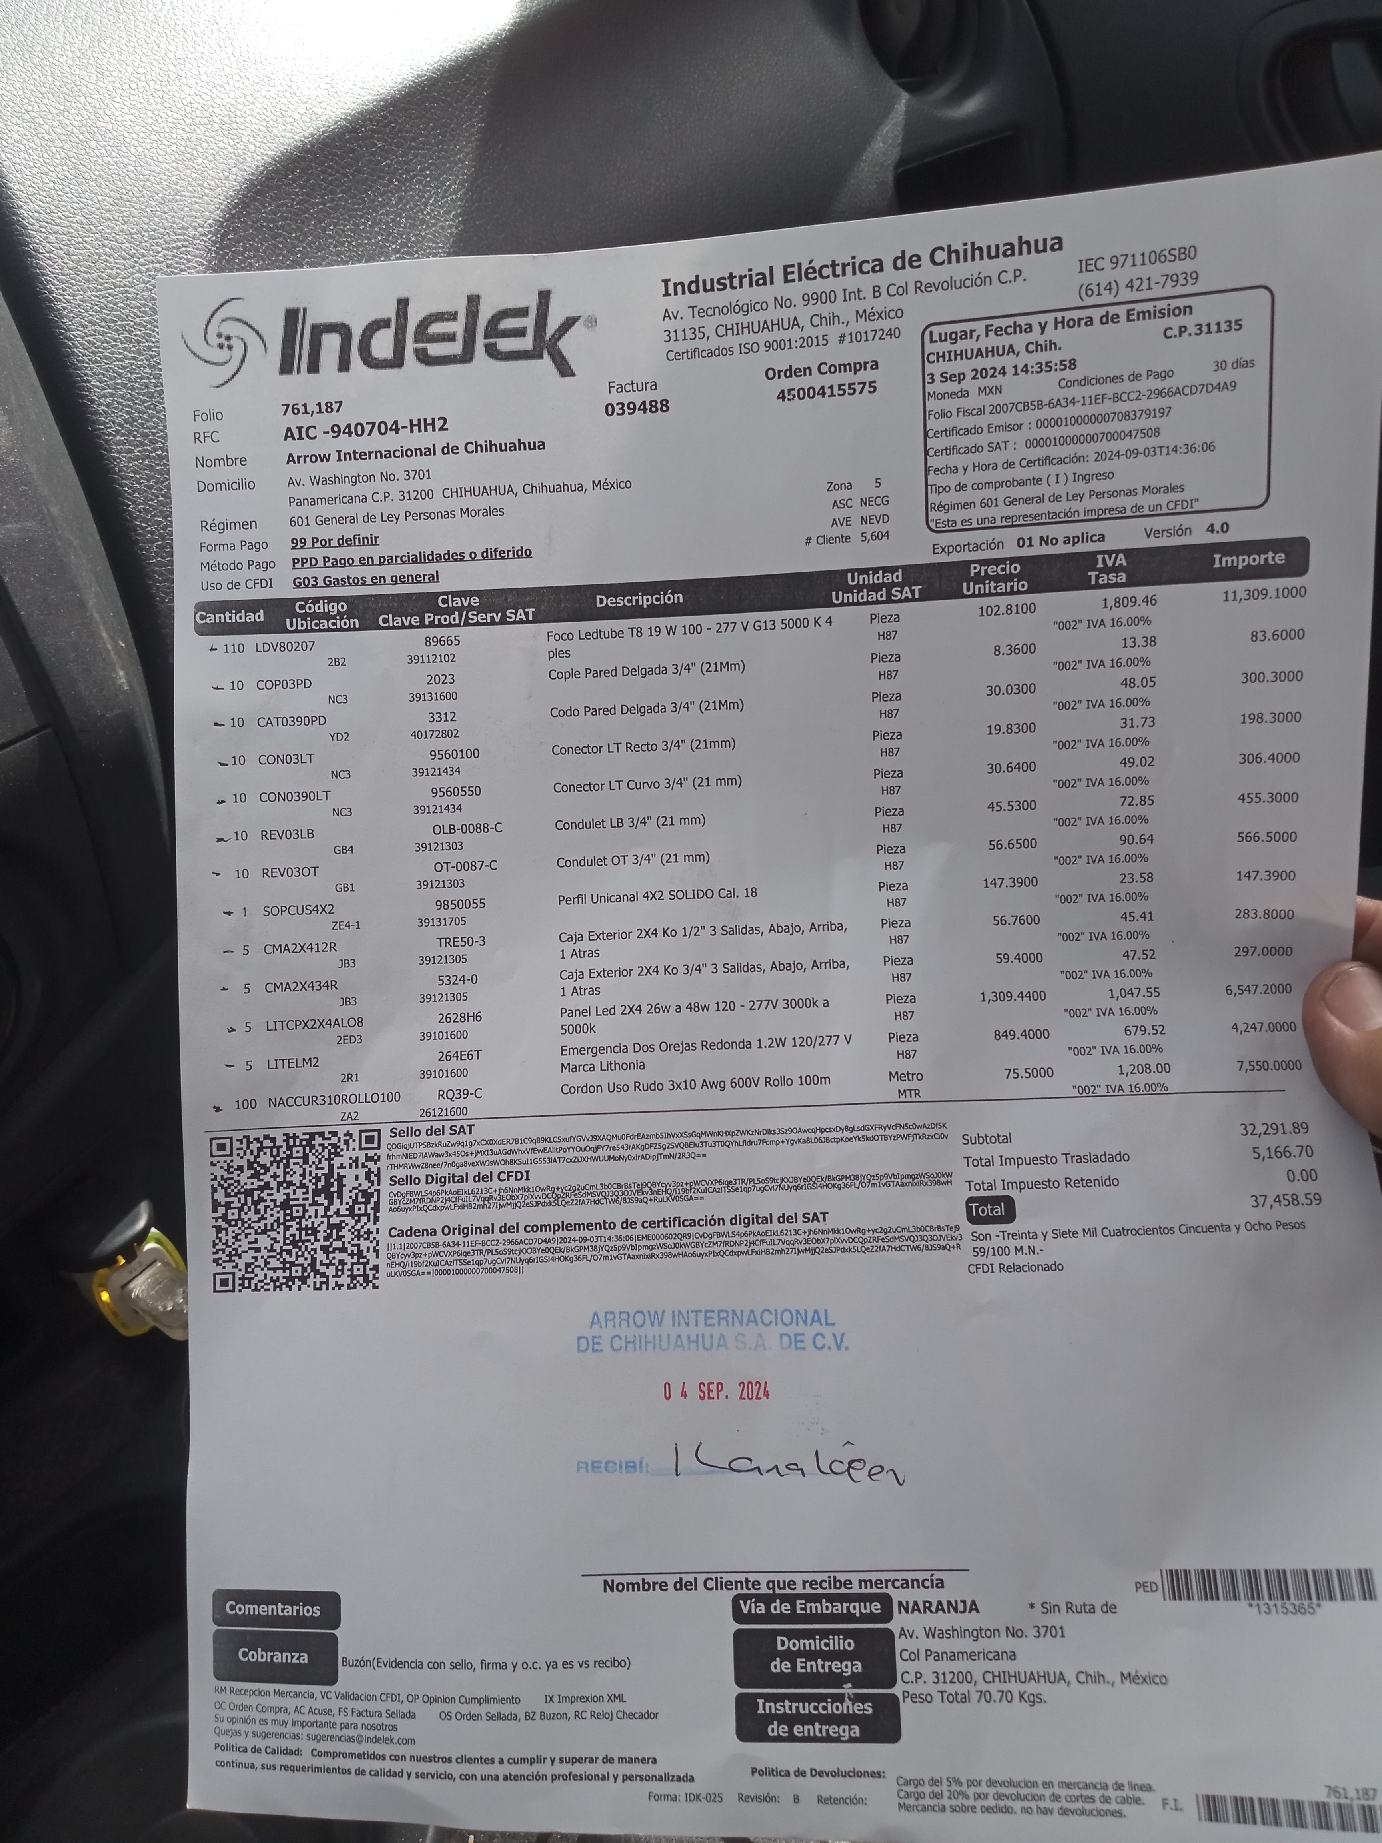 Indelek
Industrial Eléctrica de Chihuahua
IEC 971106SB0
Av. Tecnológico No. 9900 Int. B Col Revolución C.P.
(614) 421-7939
31135, CHIHUAHUA, Chih., México
Certificados ISO 9001:2015 #1017240
Factura
039488
Orden Compra
4500415575
Lugar, Fecha y Hora de Emision
CHIHUAHUA, Chih. C.P.31135
3 Sep 2024 14:35:58
Moneda MXN Condiciones de Pago 30 días
Folio Fiscal 2007CB5B-6A34-11EF-BCC2-2966ACD7D4A9
Certificado Emisor : 00001000000708379197
Certificado SAT : 00001000000700047508
Fecha y Hora de Certificación: 2024-09-03T14:36:06
Tipo de comprobante ( I ) Ingreso
Régimen 601 General de Ley Personas Morales
"Esta es una representación impresa de un CFDI"
Folio 761,187
RFC AIC -940704-HH2
Nombre Arrow Internacional de Chihuahua
Domicilio Av. Washington No. 3701
Panamericana C.P. 31200 CHIHUAHUA, Chihuahua, México
Régimen 601 General de Ley Personas Morales
Forma Pago 99 Por definir
Método Pago PPD Pago en parcialidades o diferido
Uso de CFDI G03 Gastos en general
Zona 5
ASC NECG
AVE NEVD
# Cliente 5,604
Exportación 01 No aplica Versión 4.0
Cantidad Código Ubicación Clave Clave Prod/Serv SAT Descripción Unidad Unidad SAT Precio Unitario IVA Tasa Importe
110 LDV80207 89665 Foco Ledtube T8 19 W 100 - 277 V G13 5000 K 4 Pieza 102.8100 1,809.46 11,309.1000
2B2 39112102 ples H87 "002" IVA 16.00%
10 COP03PD 2023 Cople Pared Delgada 3/4" (21Mm) Pieza 8.3600 13.38 83.6000
NC3 39131600 H87 "002" IVA 16.00%
10 CAT0390PD 3312 Codo Pared Delgada 3/4" (21Mm) Pieza 30.0300 48.05 300.3000
YD2 40172802 H87 "002" IVA 16.00%
10 CON03LT 9560100 Conector LT Recto 3/4" (21mm) Pieza 19.8300 31.73 198.3000
NC3 39121434 H87 "002" IVA 16.00%
10 CON0390LT 9560550 Conector LT Curvo 3/4" (21 mm) Pieza 30.6400 49.02 306.4000
NC3 39121434 H87 "002" IVA 16.00%
10 REV03LB OLB-0088-C Condulet LB 3/4" (21 mm) Pieza 45.5300 72.85 455.3000
GB4 39121303 H87 "002" IVA 16.00%
10 REV03OT OT-0087-C Condulet OT 3/4" (21 mm) Pieza 56.6500 90.64 566.5000
GB1 39121303 H87 "002" IVA 16.00%
1 SOPCUS4X2 9850055 Perfil Unicanal 4X2 SOLIDO Cal. 18 Pieza 147.3900 23.58 147.3900
ZE4-1 39131705 H87 "002" IVA 16.00%
5 CMA2X412R TRE50-3 Caja Exterior 2X4 Ko 1/2" 3 Salidas, Abajo, Arriba, Pieza 56.7600 45.41 283.8000
JB3 39121305 1 Atras H87 "002" IVA 16.00%
5 CMA2X434R 5324-0 Caja Exterior 2X4 Ko 3/4" 3 Salidas, Abajo, Arriba, Pieza 59.4000 47.52 297.0000
JB3 39121305 1 Atras H87 "002" IVA 16.00%
5 LITCPX2X4ALO8 2628H6 Panel Led 2X4 26w a 48w 120 - 277V 3000k a Pieza 1,309.4400 1,047.55 6,547.2000
2ED3 39101600 5000k H87 "002" IVA 16.00%
5 LITELM2 264E6T Emergencia Dos Orejas Redonda 1.2W 120/277 V Pieza 849.4000 679.52 4,247.0000
2R1 39101600 Marca Lithonia H87 "002" IVA 16.00%
100 NACCUR310ROLLO100 RQ39-C Cordon Uso Rudo 3x10 Awg 600V Rollo 100m Metro 75.5000 1,208.00 7,550.0000
ZA2 26121600 MTR "002" IVA 16.00%
Sello del SAT
Sello Digital del CFDI
Cadena Original del complemento de certificación digital del SAT
Subtotal 32,291.89
Total Impuesto Trasladado 5,166.70
Total Impuesto Retenido 0.00
Total 37,458.59
Son -Treinta y Siete Mil Cuatrocientos Cincuenta y Ocho Pesos
59/100 M.N.-
CFDI Relacionado
ARROW INTERNACIONAL
DE CHIHUAHUA S.A. DE C.V.
04 SEP. 2024
RECIBÍ:
Nombre del Cliente que recibe mercancía
PED
*1315365*
Comentarios
Vía de Embarque NARANJA * Sin Ruta de
Cobranza Buzón(Evidencia con sello, firma y o.c. ya es vs recibo)
Domicilio de Entrega
Av. Washington No. 3701
Col Panamericana
C.P. 31200, CHIHUAHUA, Chih., México
Peso Total 70.70 Kgs.
Instrucciones de entrega
RM Recepcion Mercancia, VC Validacion CFDI, OP Opinion Cumplimiento IX Imprexion XML
OC Orden Compra, AC Acuse, FS Factura Sellada OS Orden Sellada, BZ Buzon, RC Reloj Checador
Su opinión es muy importante para nosotros
Quejas y sugerencias: sugerencias@indelek.com
Politica de Calidad: Comprometidos con nuestros clientes a cumplir y superar de manera
continua, sus requerimientos de calidad y servicio, con una atención profesional y personalizada
Forma: IDK-025 Revisión: B Retención:
Politica de Devoluciones:
Cargo del 5% por devolucion en mercancia de linea.
Cargo del 20% por devolucion de cortes de cable.
Mercancia sobre pedido, no hay devoluciones.
F.I.
761,187